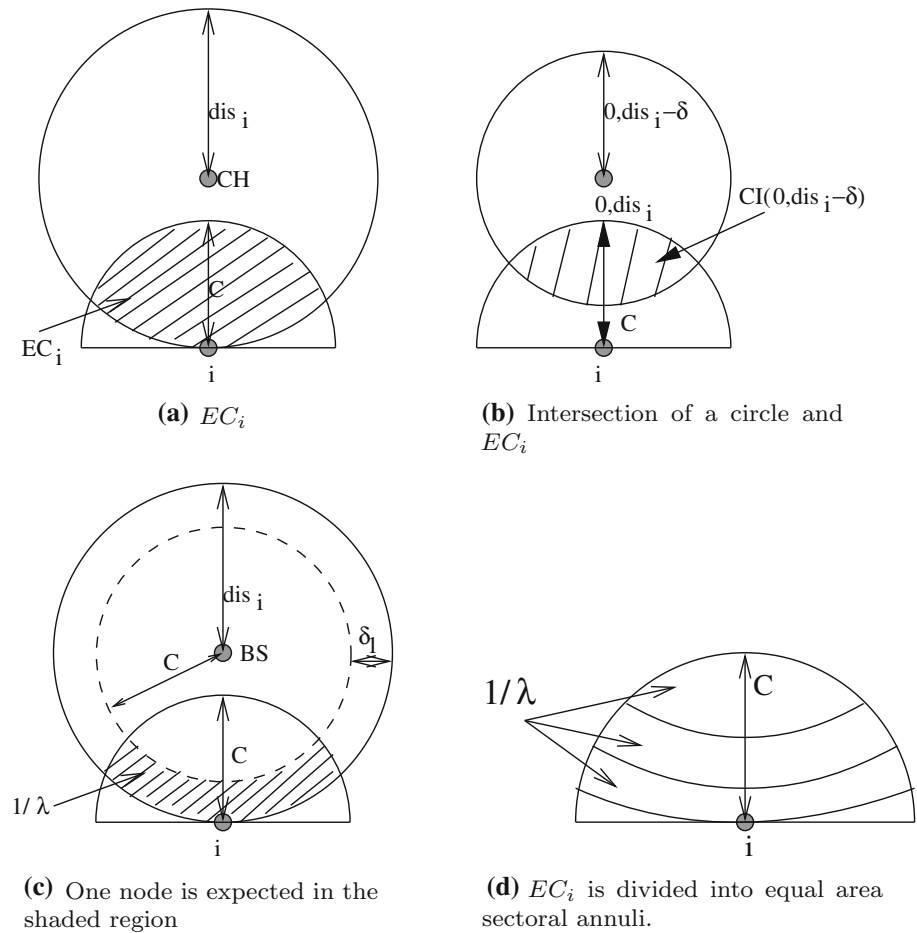 dis i
CH
C
EC i
i
(a) EC_i
0,dis i−δ
0,dis i
CI(0,dis i−δ)
C
i
(b) Intersection of a circle and
EC_i
dis i
δ1
BS
C
C
1/ λ
i
(c) One node is expected in the
shaded region
1/ λ
C
i
(d) EC_i is divided into equal area
sectoral annuli.